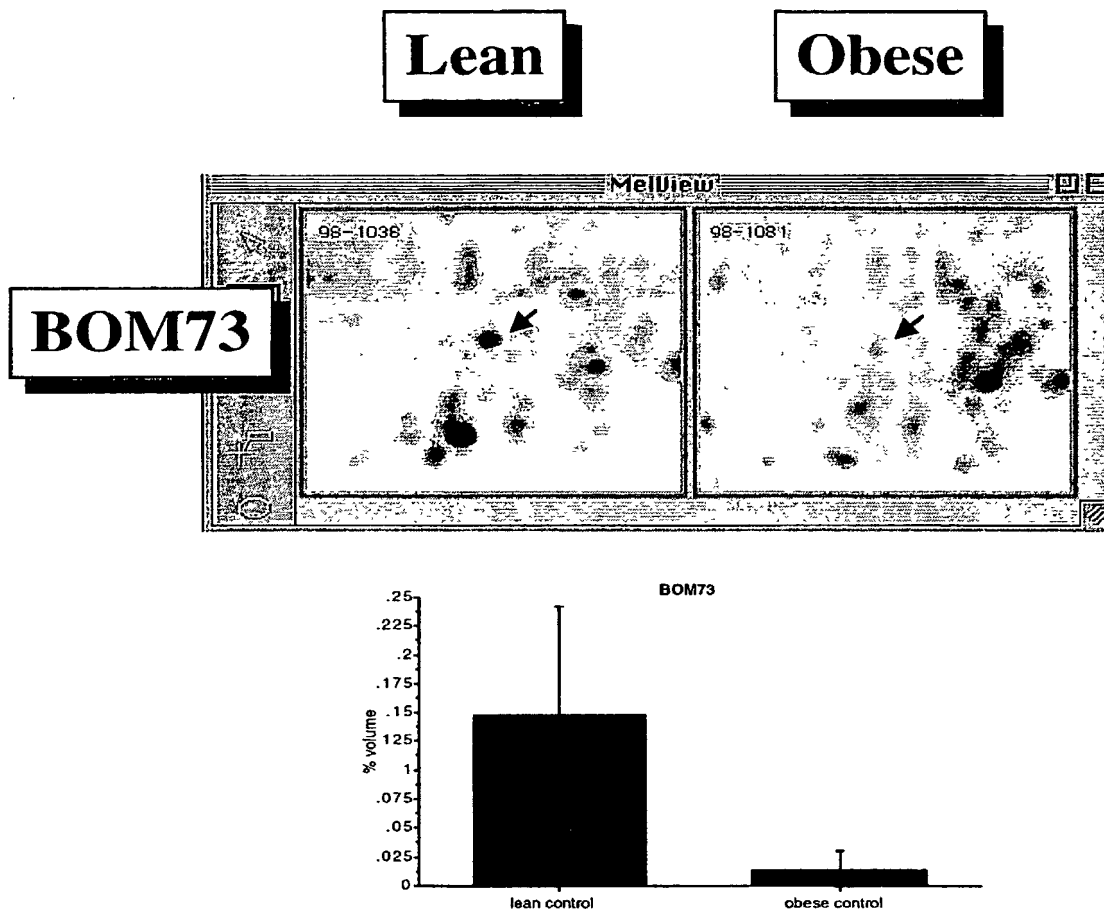 Lean
Obese
MelView
98-1036
98-1081
BOM73
BOM73
.25
.225
.2
.175
.15
125
1
.075
.05
.025
0
% volume
lean control
obese control